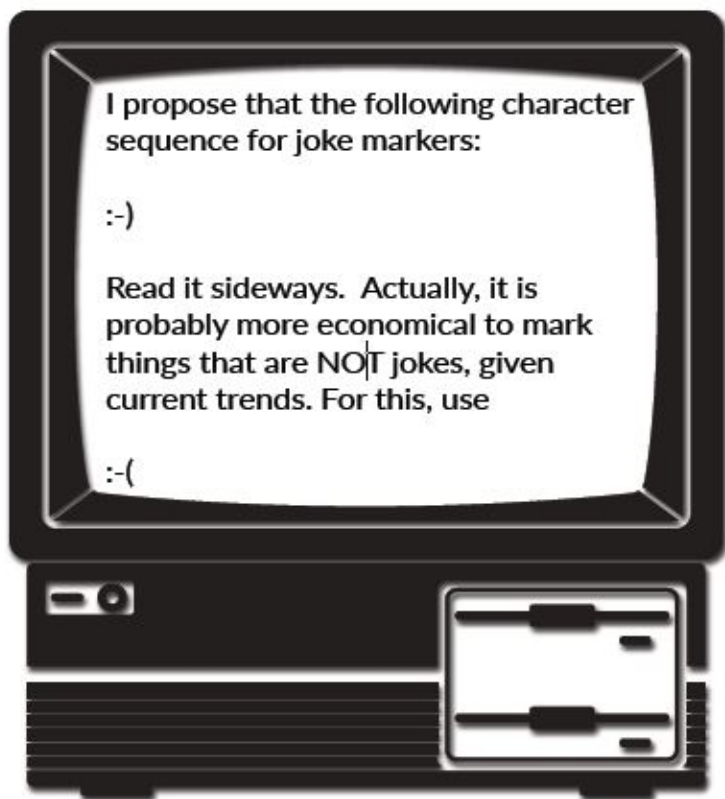 I propose that the following character
sequence for joke markers:
:-)
Read it sideways.  Actually, it is
probably more economical to mark
things that are NOT jokes, given
current trends. For this, use
:-(